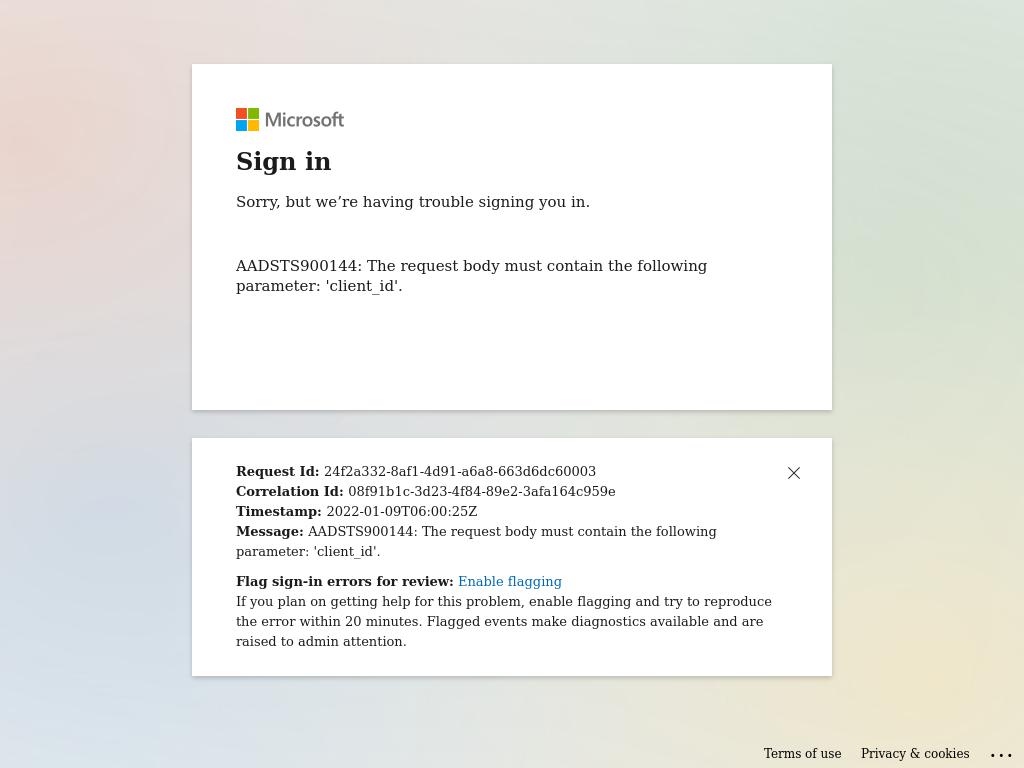 Microsoft
Sign in
Sorry, but we’re having trouble signing you in.
AADSTS900144: The request body must contain the following
parameter: 'client_id'.
Request Id: 24f2a332-8af1-4d91-a6a8-663d6dc60003
Correlation Id: 08f91b1c-3d23-4f84-89e2-3afa164c959e
Timestamp: 2022-01-09T06:00:25Z
Message: AADSTS900144: The request body must contain the following
parameter: 'client_id'.
Flag sign-in errors for review: Enable flagging
If you plan on getting help for this problem, enable flagging and try to reproduce
the error within 20 minutes. Flagged events make diagnostics available and are
raised to admin attention.
Terms of use Privacy & cookies ...